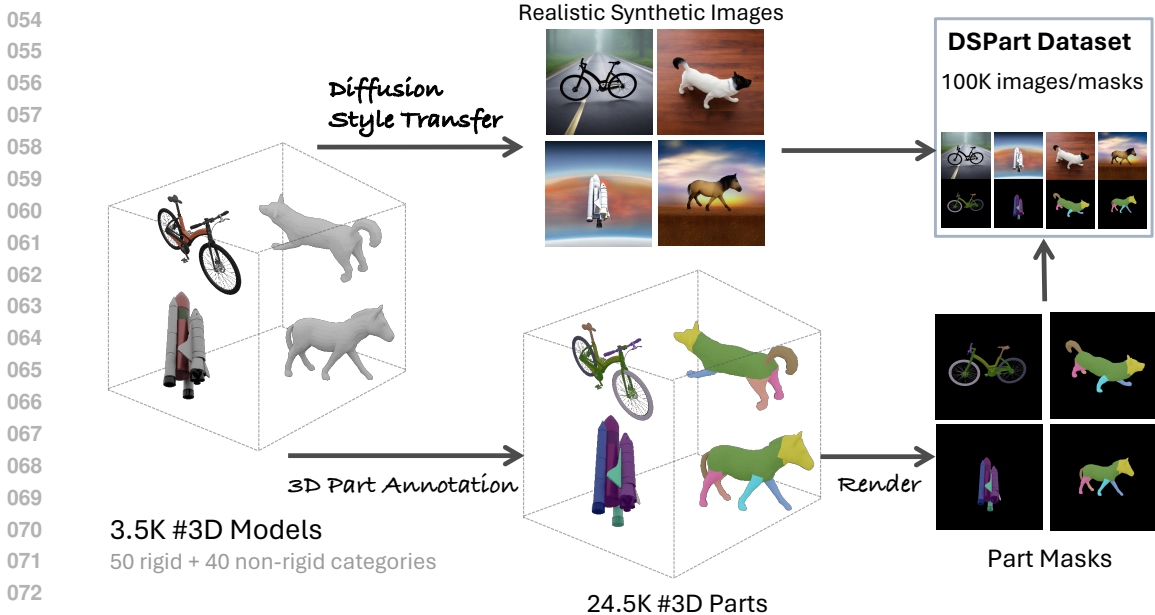 054
055
056
057
058
059
060
061
062
063
064
065
066
067
068
069
070
071
072
Realistic Synthetic Images
Diffusion
Style Transfer
DSPart Dataset
100K images/masks
3D Part Annotation
Render
3.5K #3D Models
50 rigid + 40 non-rigid categories
24.5K #3D Parts
Part Masks